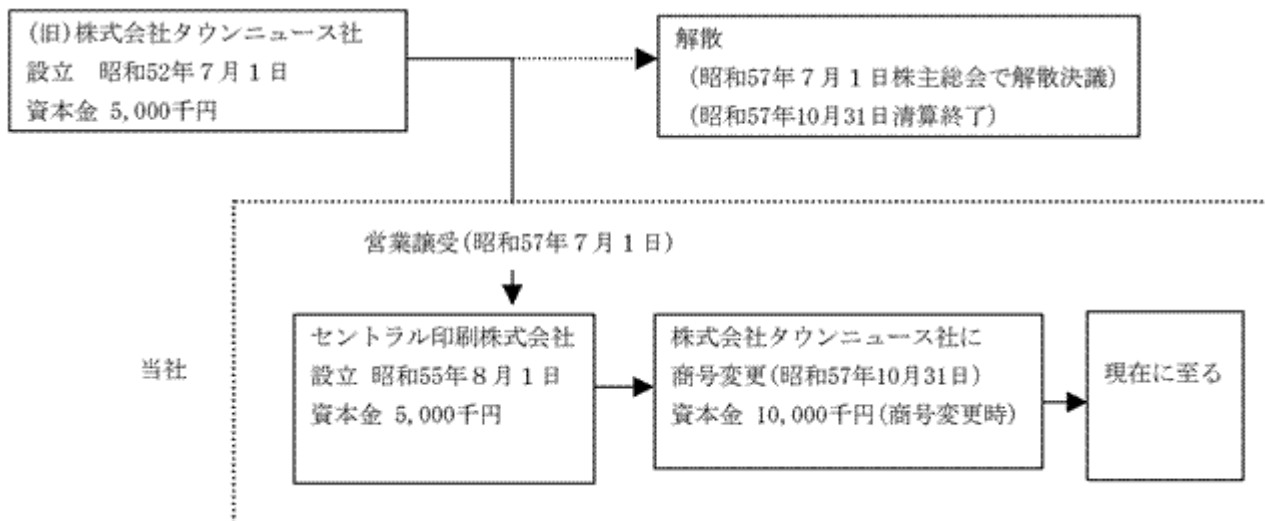 (旧)株式会社タウンニュース社
設立　昭和52年７月１日
資本金 5,000千円
解散
(昭和57年７月１日株主総会で解散決議)
(昭和57年10月31日清算終了)
営業譲受(昭和57年７月１日)
当社
セントラル印刷株式会社
設立 昭和55年８月１日
資本金 5,000千円
株式会社タウンニュース社に
商号変更(昭和57年10月31日)
資本金 10,000千円(商号変更時)
現在に至る